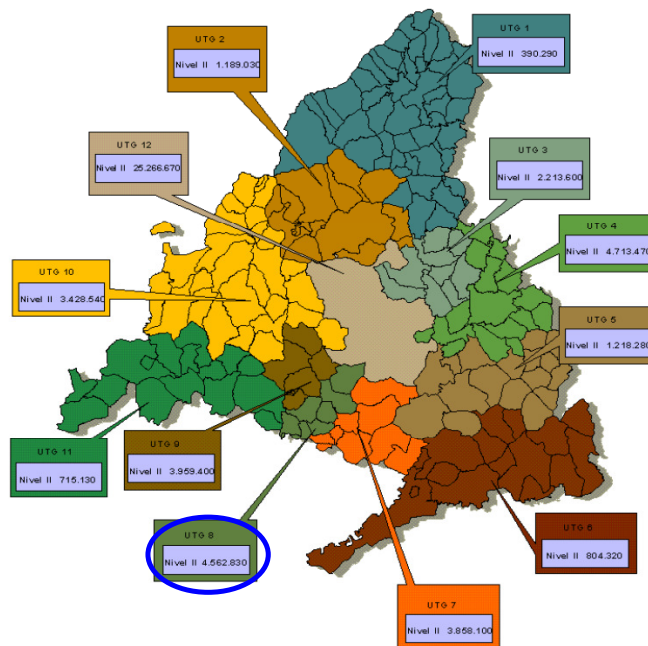 UTG 2
Nivel II 1.189.030
UTG 1
Nivel II 390.290
UTG 12
Nivel II 25.266.670
UTG 3
Nivel II 2.213.600
UTG 4
Nivel II 4.713.470
UTG 10
Nivel II 3.428.540
UTG 5
Nivel II 1.218.280
UTG 11
Nivel II 715.130
UTG 9
Nivel II 3.959.400
UTG 8
Nivel II 4.562.830
UTG 6
Nivel II 804.320
UTG 7
Nivel II 3.858.100